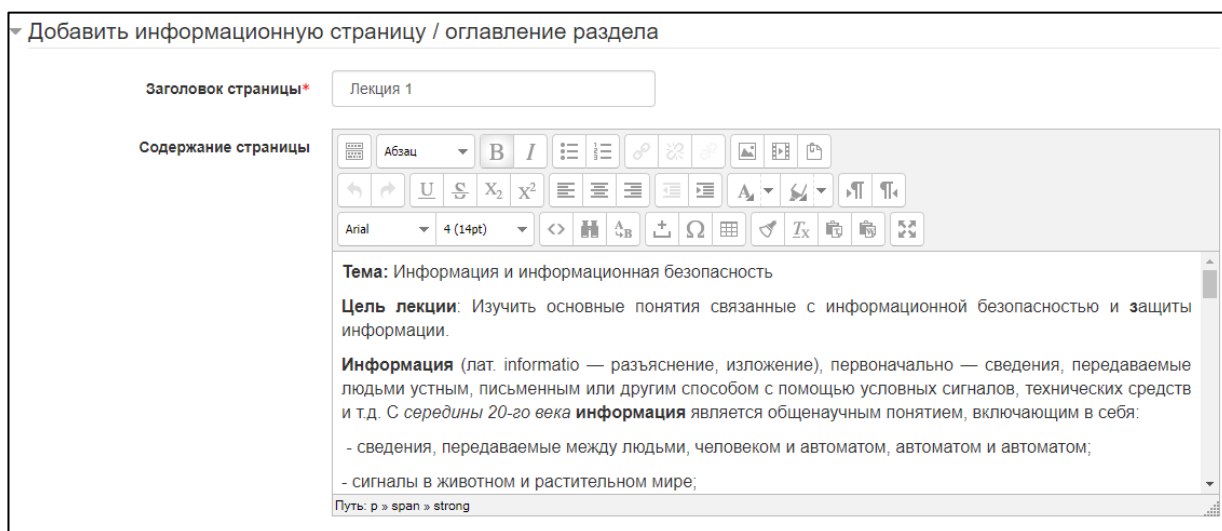 Добавить информационную страницу / оглавление раздела
Заголовок страницы*
Лекция 1
Содержание страницы
Абзац
B I
U S X₂ X²
A
Arial
4 (14pt)
A B Ω Tx
Тема: Информация и информационная безопасность
Цель лекции: Изучить основные понятия связанные с информационной безопасностью и защиты
информации.
Информация (лат. informatio — разъяснение, изложение), первоначально — сведения, передаваемые
людьми устным, письменным или другим способом с помощью условных сигналов, технических средств
и т.д. С середины 20-го века информация является общенаучным понятием, включающим в себя:
- сведения, передаваемые между людьми, человеком и автоматом, автоматом и автоматом;
- сигналы в животном и растительном мире;
Путь: p » span » strong